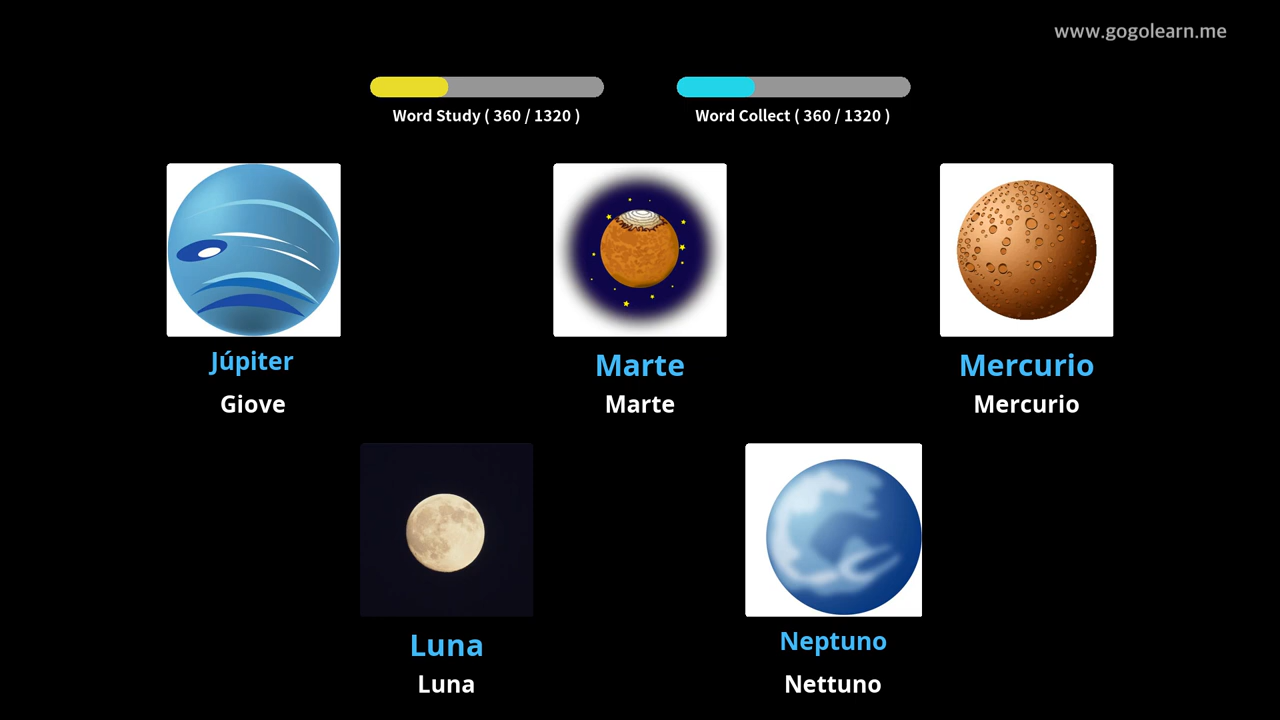 www.gogolearn.me
Word Study ( 360 / 1320 )
Word Collect ( 360 / 1320 )
Júpiter
Giove
Marte
Marte
Mercurio
Mercurio
Luna
Luna
Neptuno
Nettuno